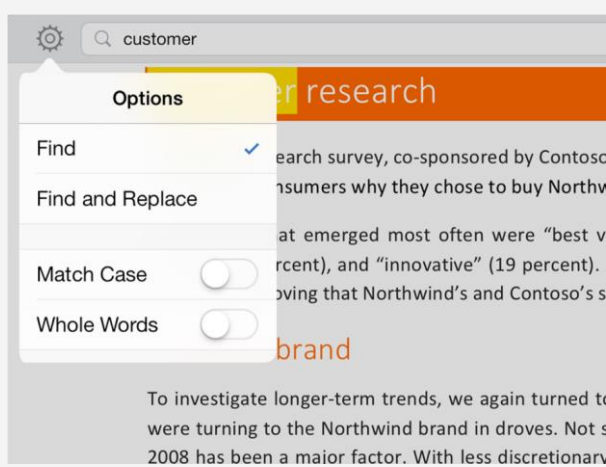 customer
Options
Find
Find and Replace
Match Case
Whole Words
research
earch survey, co-sponsored by Contoso
nsumers why they chose to buy Northw
at emerged most often were “best v
rcent), and “innovative” (19 percent).
oving that Northwind’s and Contoso’s s
brand
To investigate longer-term trends, we again turned to
were turning to the Northwind brand in droves. Not s
2008 has been a major factor. With less discretionary